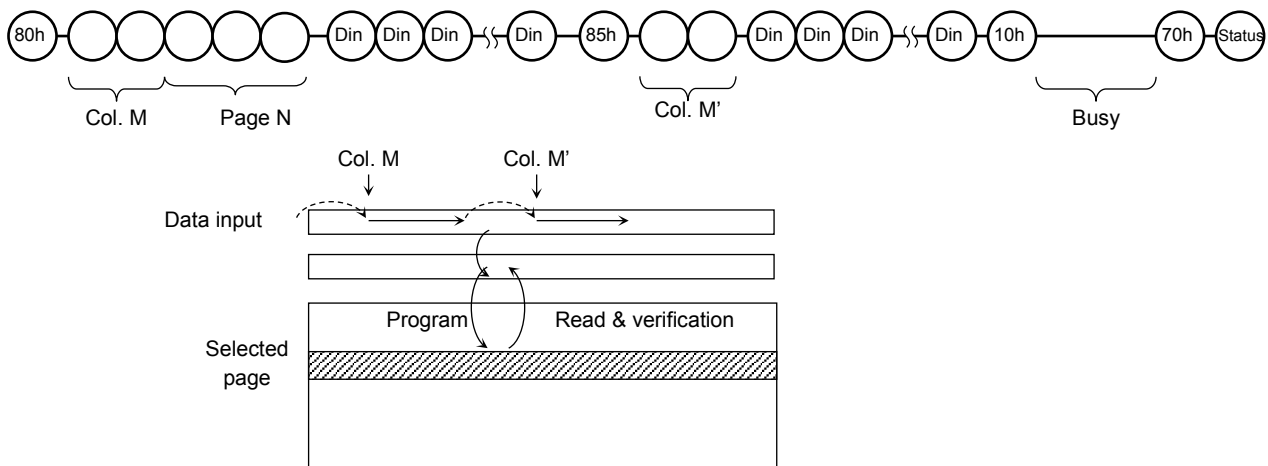 80h Din Din Din Din 85h Din Din Din Din 10h 70h Status
Col. M Page N Col. M’ Busy
Col. M Col. M’
Data input
Program Read & verification
Selected
page